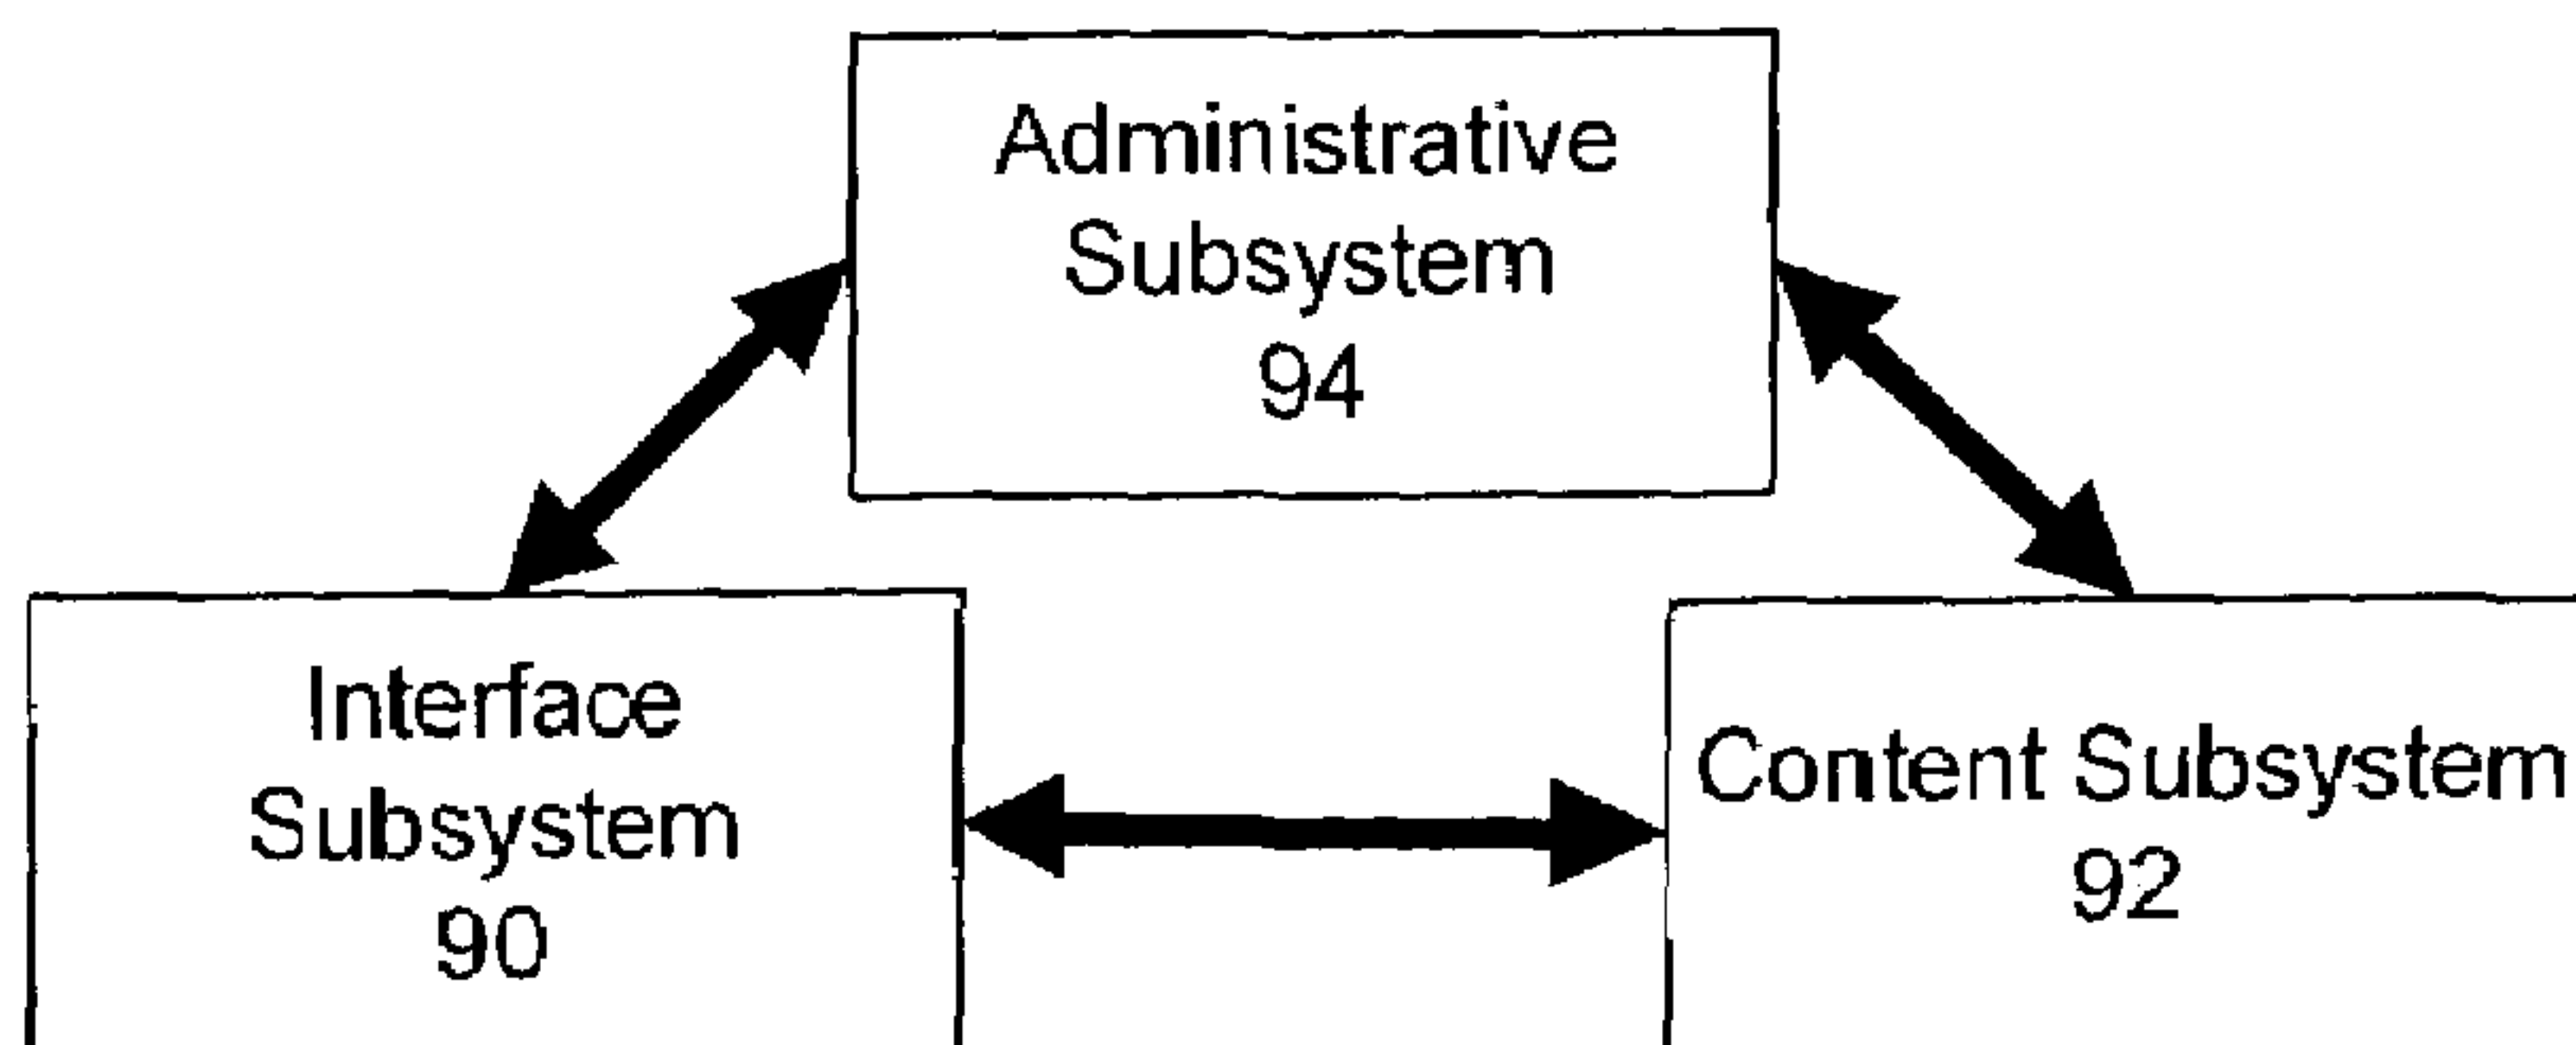 Administrative
Subsystem
94
Interface
Subsystem
90
Content Subsystem
92